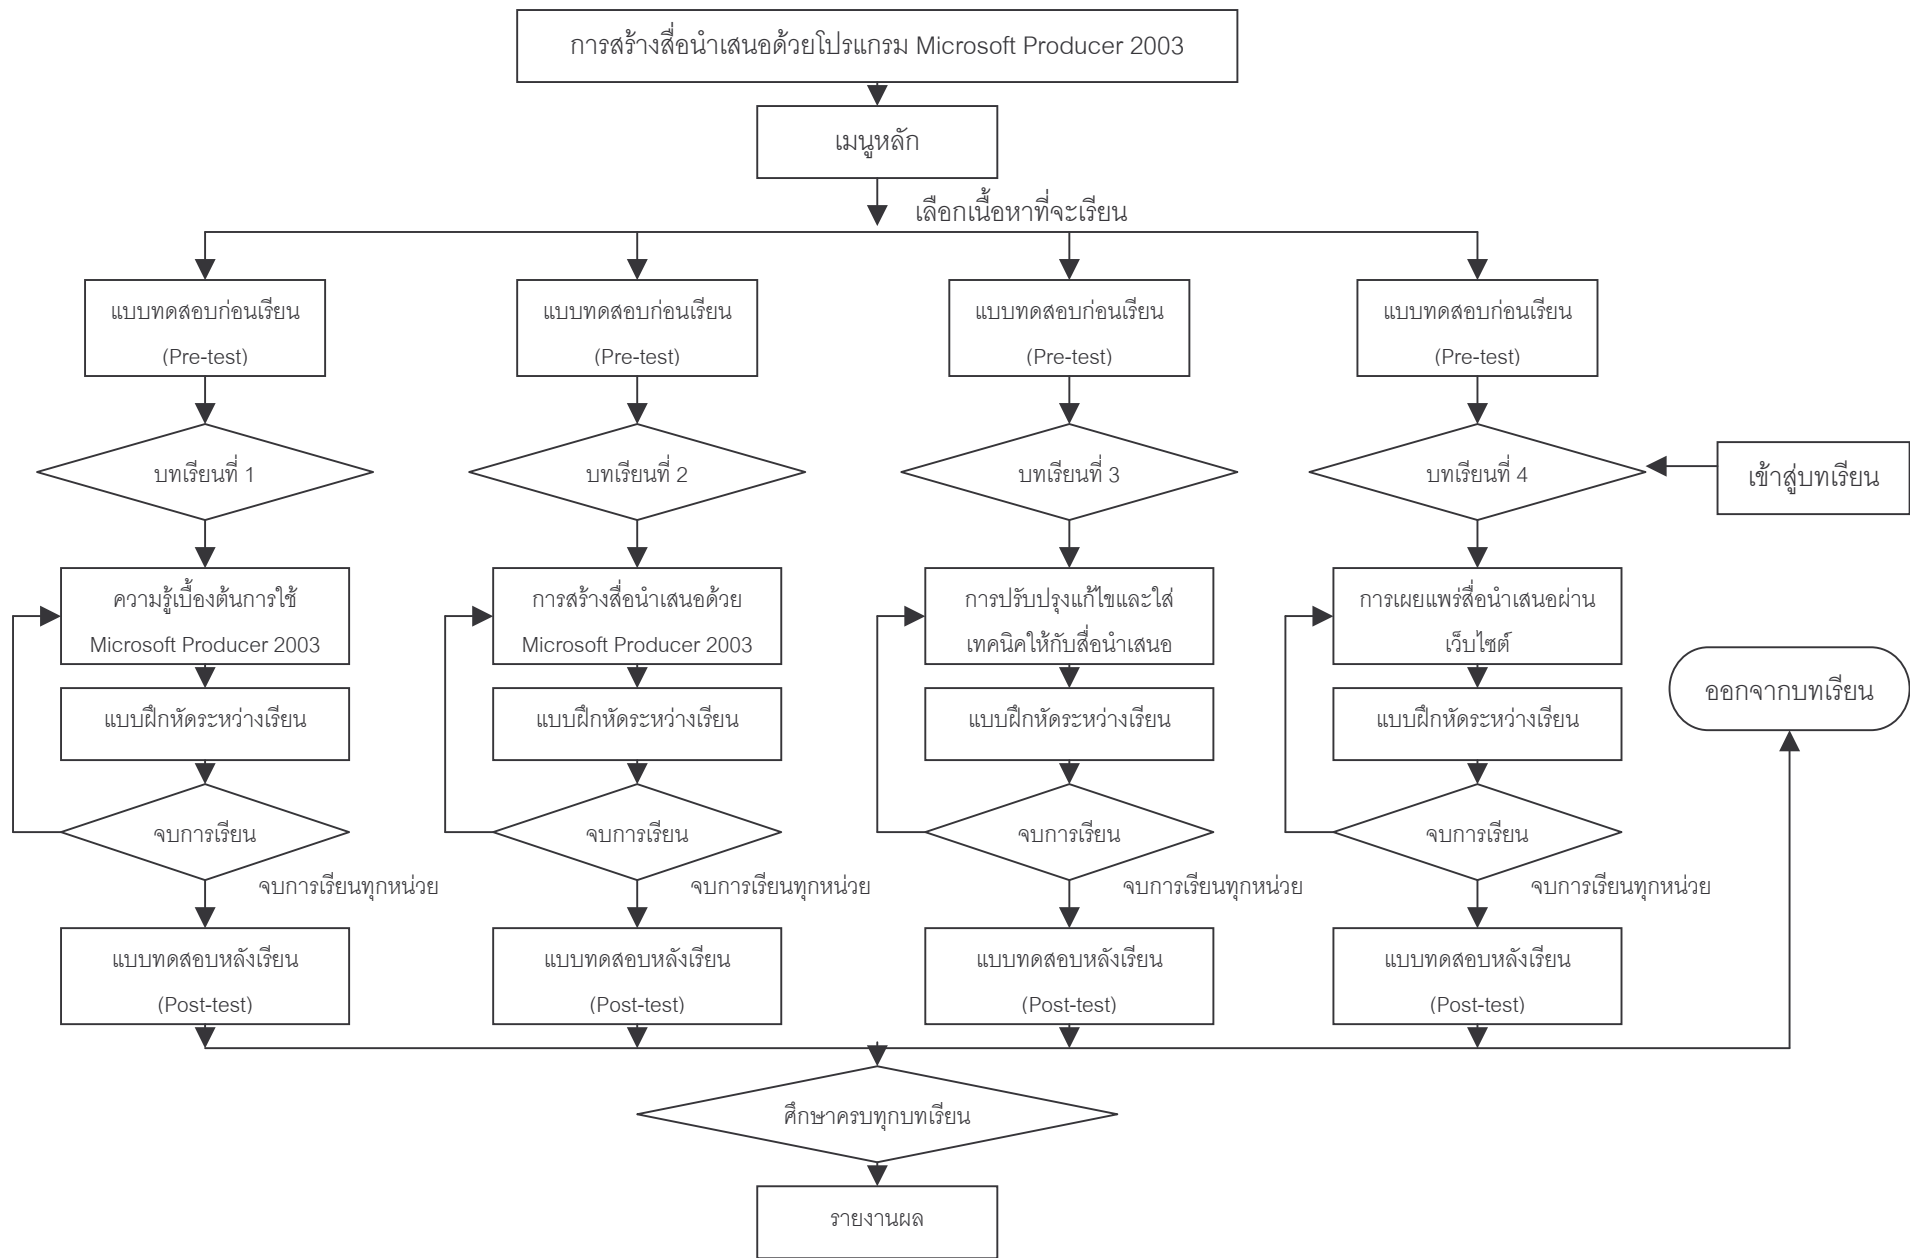 การสร้างสื่อนำเสนอด้วยโปรแกรม Microsoft Producer 2003
เมนูหลัก
เลือกเนื้อหาที่จะเรียน
แบบทดสอบก่อนเรียน
(Pre-test)
แบบทดสอบก่อนเรียน
(Pre-test)
แบบทดสอบก่อนเรียน
(Pre-test)
แบบทดสอบก่อนเรียน
(Pre-test)
บทเรียนที่ 1
บทเรียนที่ 2
บทเรียนที่ 3
บทเรียนที่ 4
เข้าสู่บทเรียน
ความรู้เบื้องต้นการใช้
Microsoft Producer 2003
การสร้างสื่อนำเสนอด้วย
Microsoft Producer 2003
การปรับปรุงแก้ไขและใส่
เทคนิคให้กับสื่อนำเสนอ
การเผยแพร่สื่อนำเสนอผ่าน
เว็บไซต์
ออกจากบทเรียน
แบบฝึกหัดระหว่างเรียน
แบบฝึกหัดระหว่างเรียน
แบบฝึกหัดระหว่างเรียน
แบบฝึกหัดระหว่างเรียน
จบการเรียน
จบการเรียน
จบการเรียน
จบการเรียน
จบการเรียนทุกหน่วย
จบการเรียนทุกหน่วย
จบการเรียนทุกหน่วย
จบการเรียนทุกหน่วย
แบบทดสอบหลังเรียน
(Post-test)
แบบทดสอบหลังเรียน
(Post-test)
แบบทดสอบหลังเรียน
(Post-test)
แบบทดสอบหลังเรียน
(Post-test)
ศึกษาครบทุกบทเรียน
รายงานผล